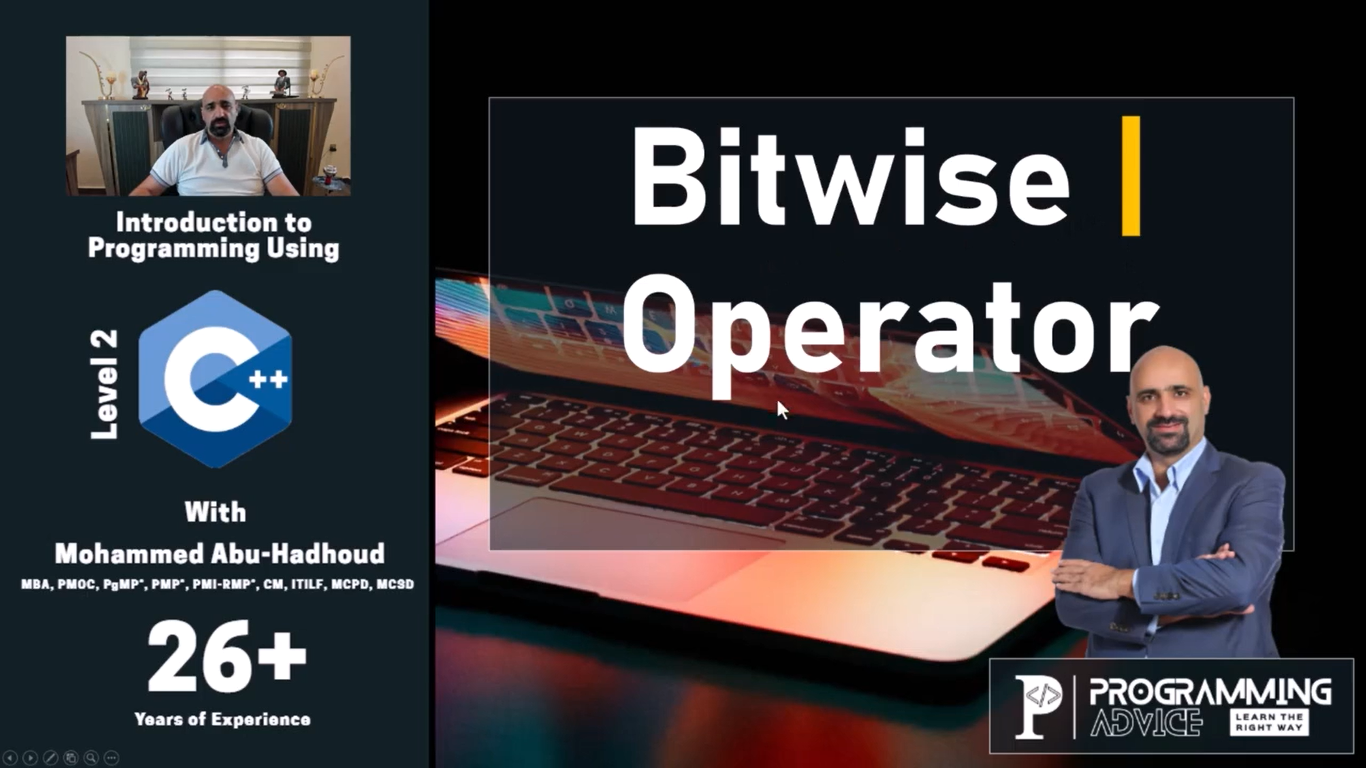 Introduction to
Programming Using
Level 2
C++
With
Mohammed Abu-Hadhoud
MBA, PMOC, PgMP®, PMP®, PMI-RMP®, CM, ITILF, MCPD, MCSD
26+
Years of Experience
Bitwise |
Operator
P </>
PROGRAMMING
ADVICE
LEARN THE
RIGHT WAY